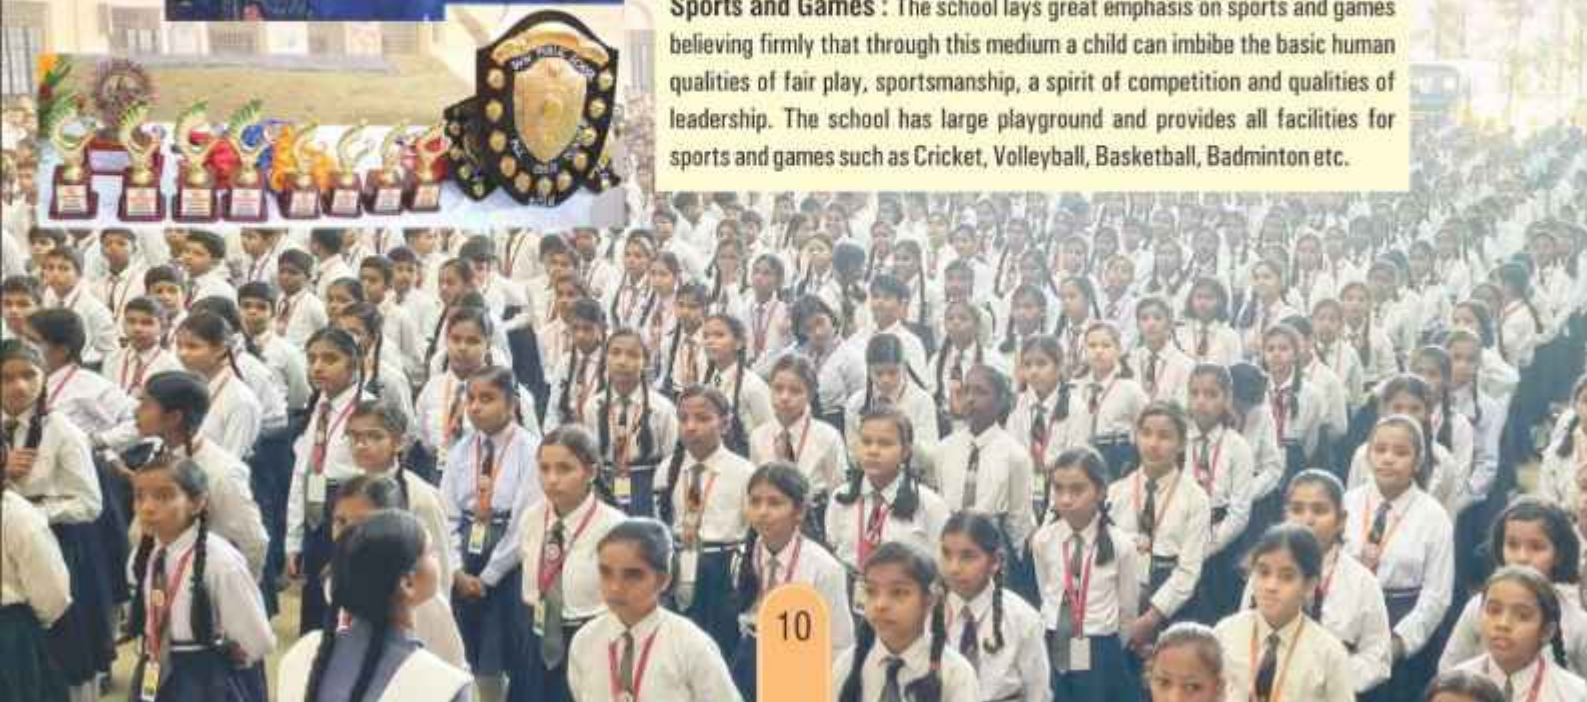 Sports and Games : The school lays great emphasis on sports and games
believing firmly that through this medium a child can imbibe the basic human
qualities of fair play, sportsmanship, a spirit of competition and qualities of
leadership. The school has large playground and provides all facilities for
sports and games such as Cricket, Volleyball, Basketball, Badminton etc.
PUBLIC
10